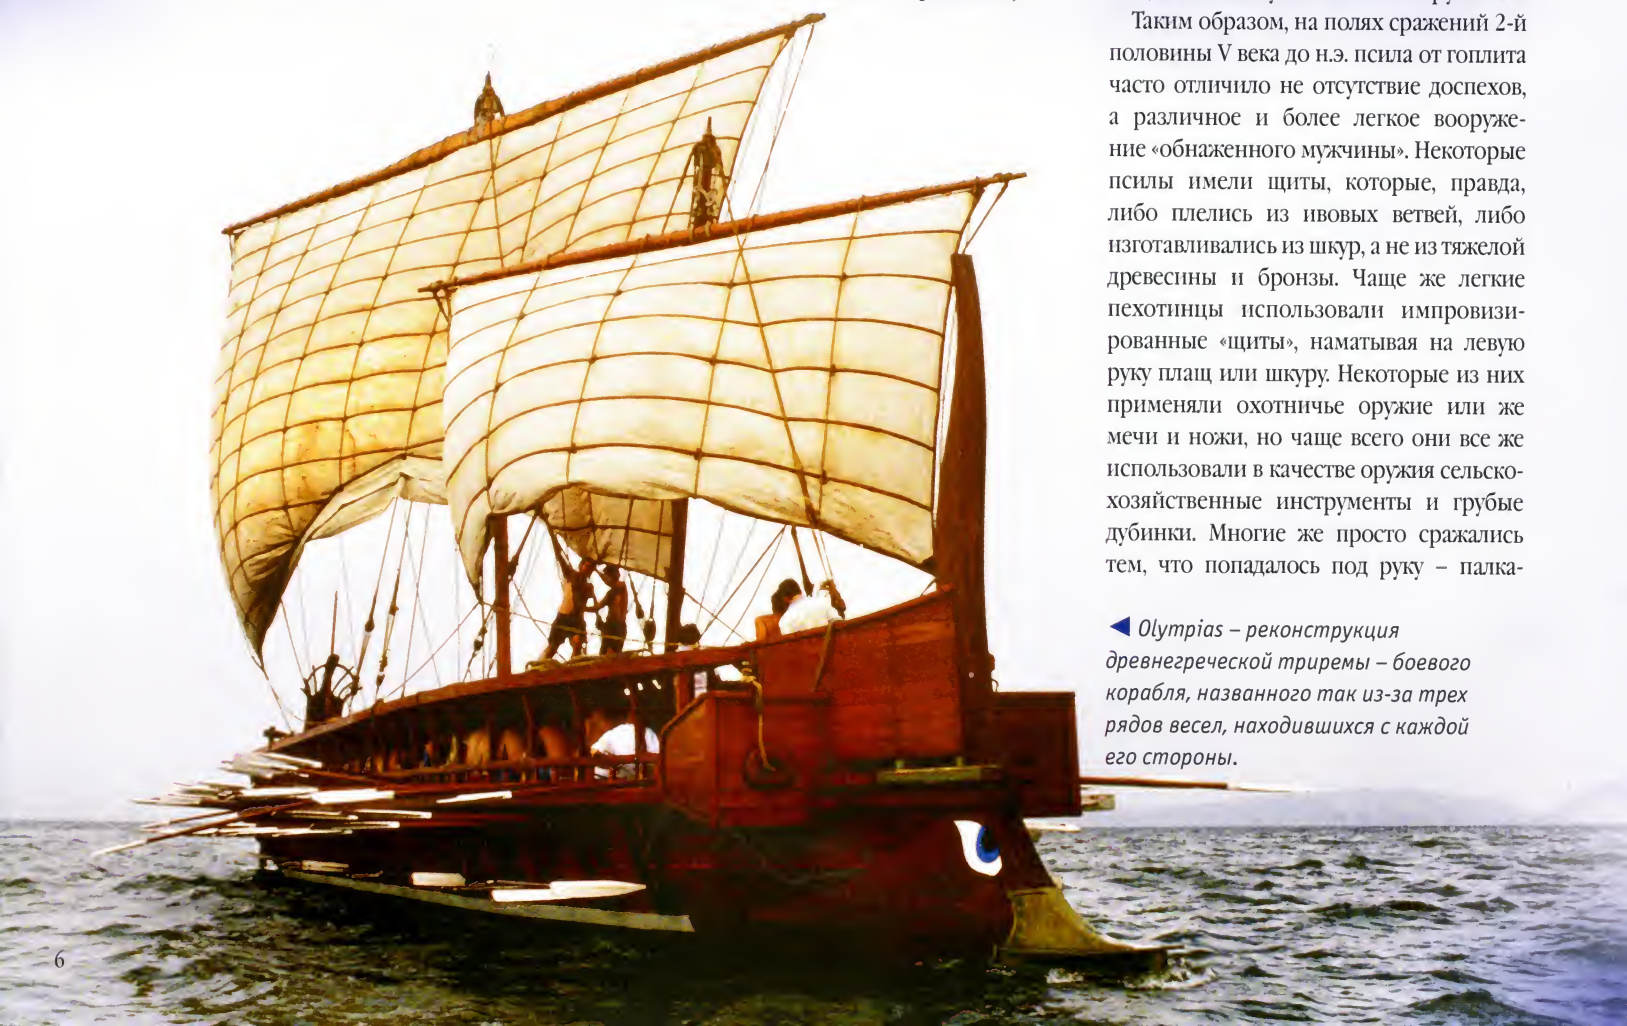 Таким образом, на полях сражений 2-й
половины V века до н.э. псила от гоплита
часто отличило не отсутствие доспехов,
а различное и более легкое вооруже-
ние «обнаженного мужчины». Некоторые
псилы имели щиты, которые, правда,
либо плелись из ивовых ветвей, либо
изготавливались из шкур, а не из тяжелой
древесины и бронзы. Чаще же легкие
пехотинцы использовали импровизи-
рованные «щиты», наматывая на левую
руку плащ или шкуру. Некоторые из них
применяли охотничье оружие или же
мечи и ножи, но чаще всего они все же
использовали в качестве оружия сельско-
хозяйственные инструменты и грубые
дубинки. Многие же просто сражались
тем, что попадалось под руку – палка-
◄ Olympias – реконструкция
древнегреческой триремы – боевого
корабля, названного так из-за трех
рядов весел, находившихся с каждой
его стороны.
6